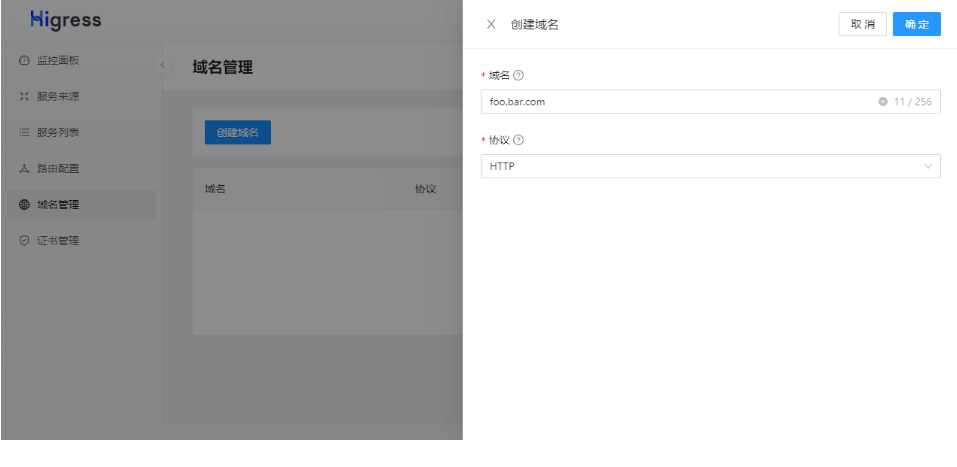 Higress
监控面板
服务来源
服务列表
路由配置
域名管理
证书管理
域名管理
创建域名
域名 协议
创建域名
取 消 确 定
* 域名
foo.bar.com 11 / 256
* 协议
HTTP